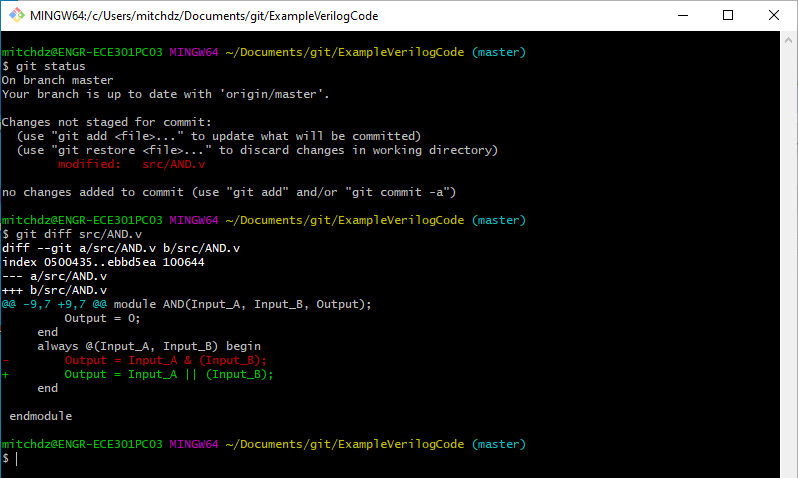 MINGW64:/c/Users/mitchdz/Documents/git/ExampleVerilogCode
mitchdz@ENGR-ECE301PC03 MINGW64 ~/Documents/git/ExampleVerilogCode (master)
$ git status
On branch master
Your branch is up to date with 'origin/master'.
Changes not staged for commit:
  (use "git add <file>..." to update what will be committed)
  (use "git restore <file>..." to discard changes in working directory)
        modified:   src/AND.v
no changes added to commit (use "git add" and/or "git commit -a")
mitchdz@ENGR-ECE301PC03 MINGW64 ~/Documents/git/ExampleVerilogCode (master)
$ git diff src/AND.v
diff --git a/src/AND.v b/src/AND.v
index 0500435..ebbd5ea 100644
--- a/src/AND.v
+++ b/src/AND.v
@@ -9,7 +9,7 @@ module AND(Input_A, Input_B, Output);
         Output = 0;
     end
     always @(Input_A, Input_B) begin
-        Output = Input_A & (Input_B);
+        Output = Input_A || (Input_B);
     end
 endmodule
mitchdz@ENGR-ECE301PC03 MINGW64 ~/Documents/git/ExampleVerilogCode (master)
$